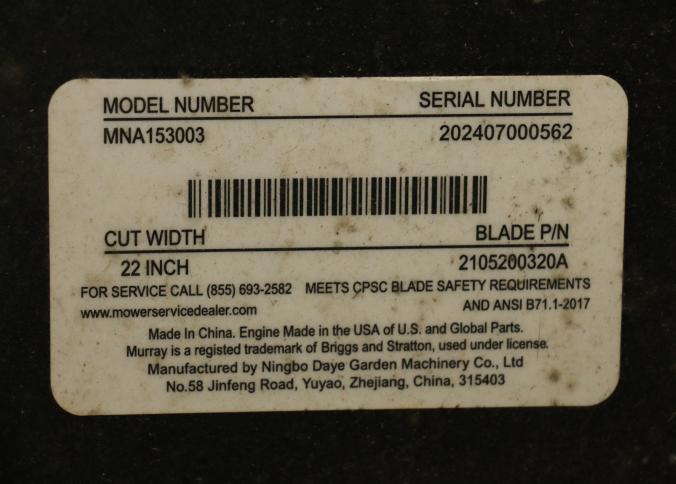 MODEL NUMBER SERIAL NUMBER
MNA153003 202407000562
CUT WIDTH BLADE P/N
22 INCH 2105200320A
FOR SERVICE CALL (855) 693-2582 MEETS CPSC BLADE SAFETY REQUIREMENTS
www.mowerservicedealer.com AND ANSI B71.1-2017
Made In China. Engine Made in the USA of U.S. and Global Parts.
Murray is a registed trademark of Briggs and Stratton, used under license.
Manufactured by Ningbo Daye Garden Machinery Co., Ltd
No.58 Jinfeng Road, Yuyao, Zhejiang, China, 315403